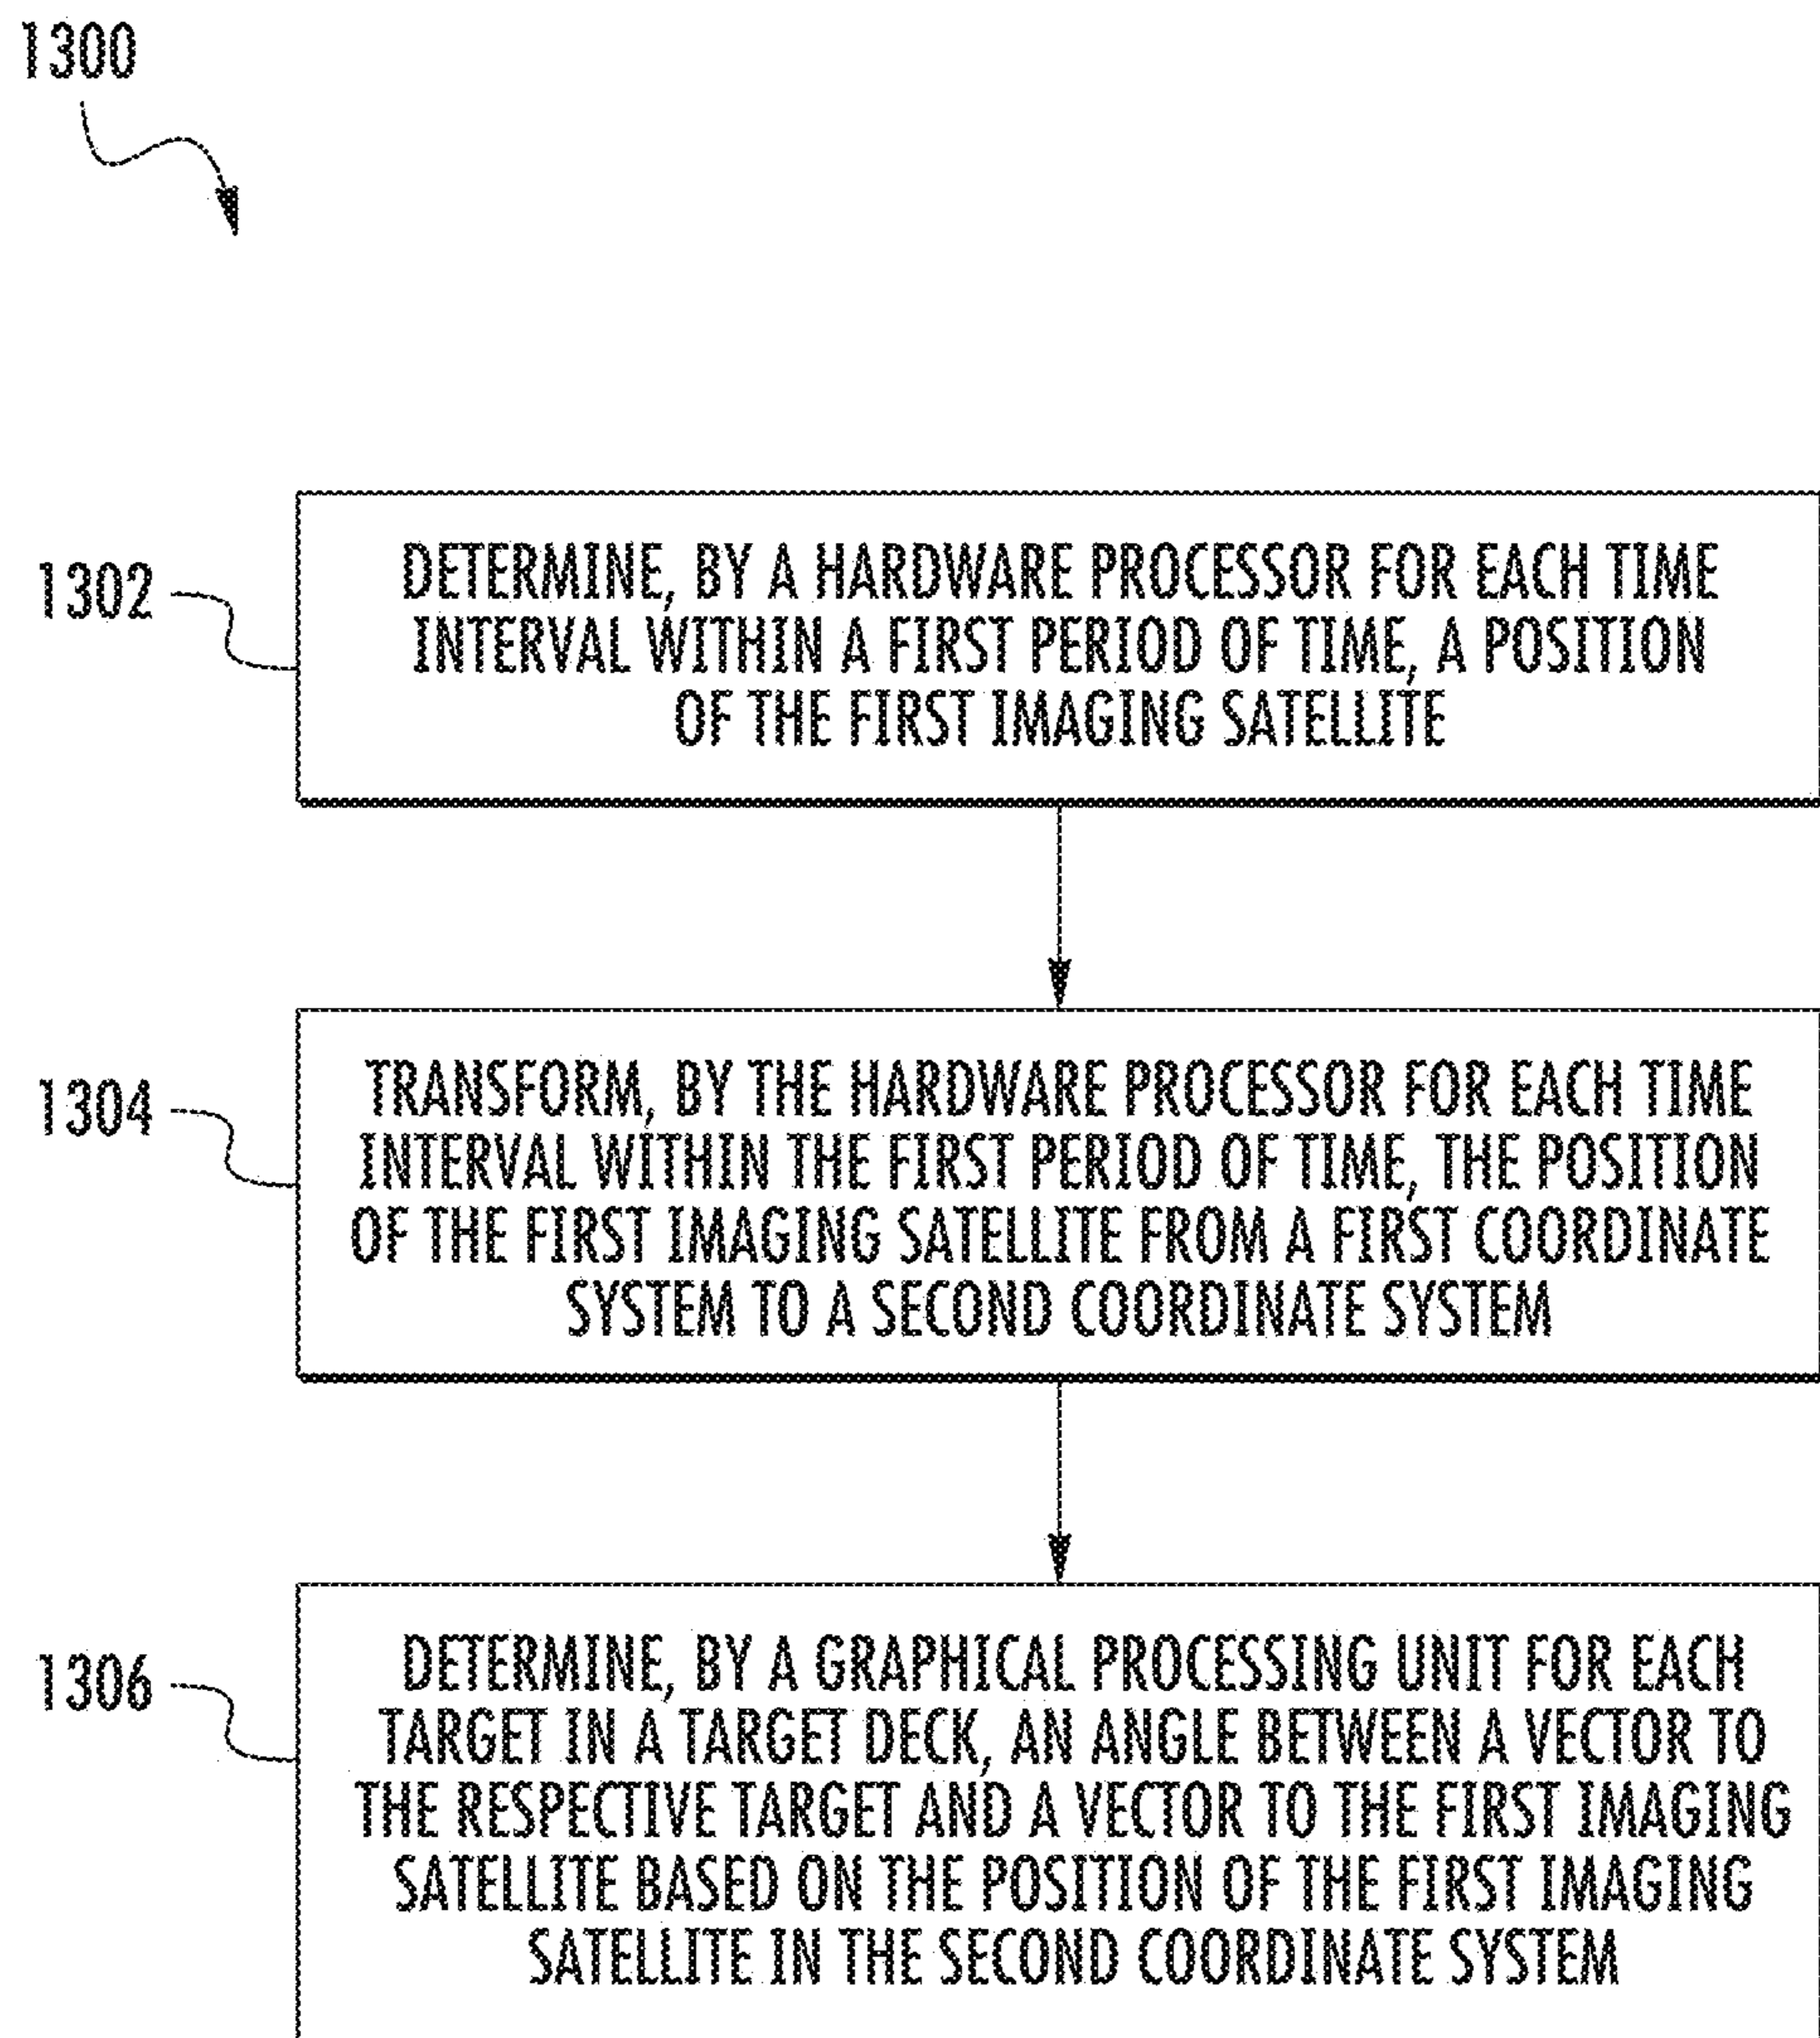 1300
1302
DETERMINE, BY A HARDWARE PROCESSOR FOR EACH TIME
INTERVAL WITHIN A FIRST PERIOD OF TIME, A POSITION
OF THE FIRST IMAGING SATELLITE
1304
TRANSFORM, BY THE HARDWARE PROCESSOR FOR EACH TIME
INTERVAL WITHIN THE FIRST PERIOD OF TIME, THE POSITION
OF THE FIRST IMAGING SATELLITE FROM A FIRST COORDINATE
SYSTEM TO A SECOND COORDINATE SYSTEM
1306
DETERMINE, BY A GRAPHICAL PROCESSING UNIT FOR EACH
TARGET IN A TARGET DECK, AN ANGLE BETWEEN A VECTOR TO
THE RESPECTIVE TARGET AND A VECTOR TO THE FIRST IMAGING
SATELLITE BASED ON THE POSITION OF THE FIRST IMAGING
SATELLITE IN THE SECOND COORDINATE SYSTEM